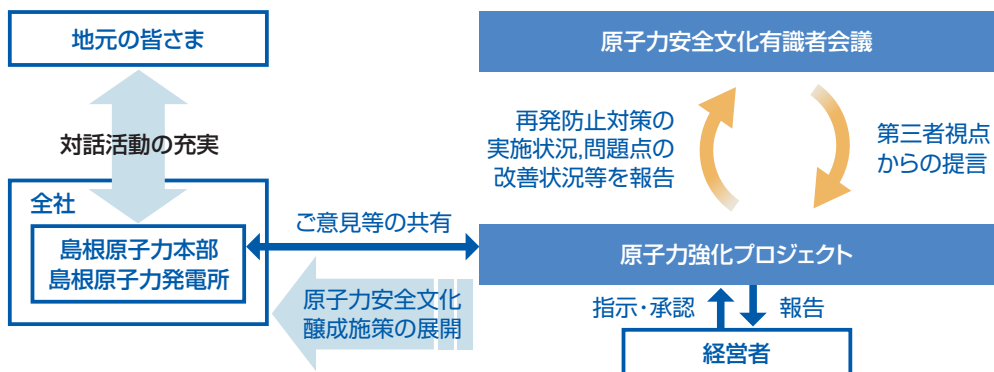 地元の皆さま
対話活動の充実
全社
島根原子力本部
島根原子力発電所
ご意見等の共有
原子力安全文化
醸成施策の展開
原子力安全文化有識者会議
再発防止対策の
実施状況,問題点の
改善状況等を報告
第三者視点
からの提言
原子力強化プロジェクト
指示・承認
報告
経営者